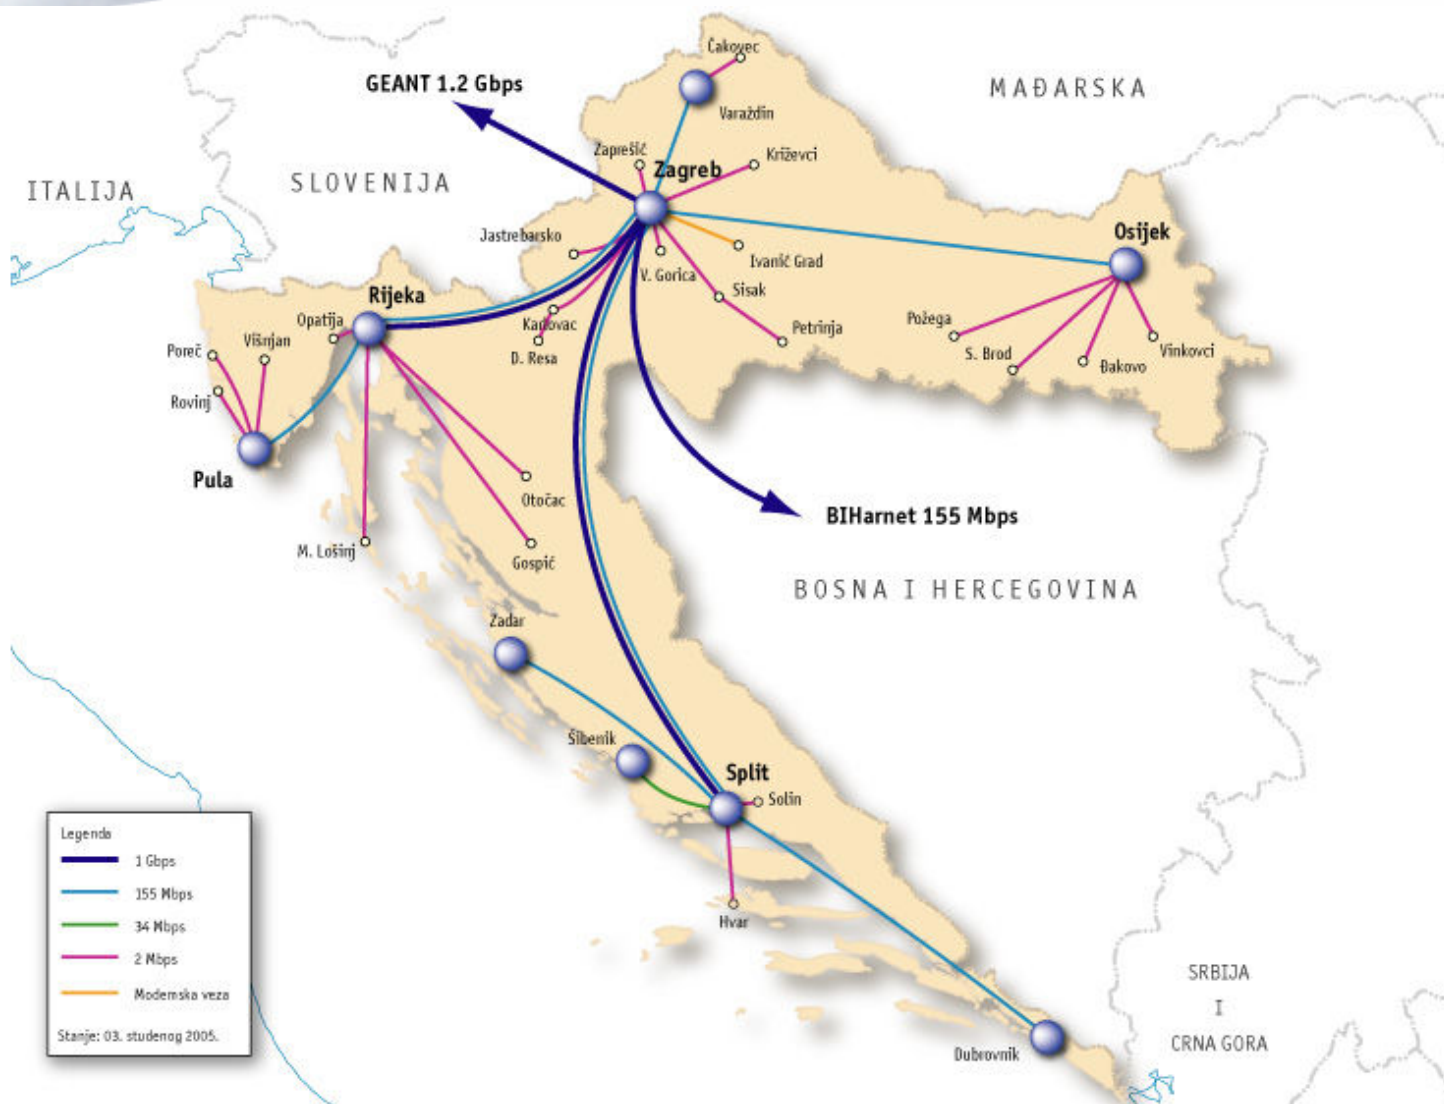 GEANT 1.2 Gbps
Čakovec
MAĐARSKA
Varaždin
Zaprešić
Križevci
Zagreb
SLOVENIJA
ITALIJA
Jastrebarsko
V. Gorica
Ivanić Grad
Osijek
Sisak
Rijeka
Opatija
Karlovac
Petrinja
Požega
Višnjan
Poreč
D. Resa
S. Brod
Đakovo
Vinkovci
Rovinj
Pula
Otočac
BIHarnet 155 Mbps
M. Lošinj
Gospić
BOSNA I HERCEGOVINA
Zadar
Šibenik
Split
Solin
Hvar
Legenda
1 Gbps
155 Mbps
34 Mbps
2 Mbps
Modemska veza
Stanje: 03. studenog 2005.
SRBIJA
I
CRNA GORA
Dubrovnik